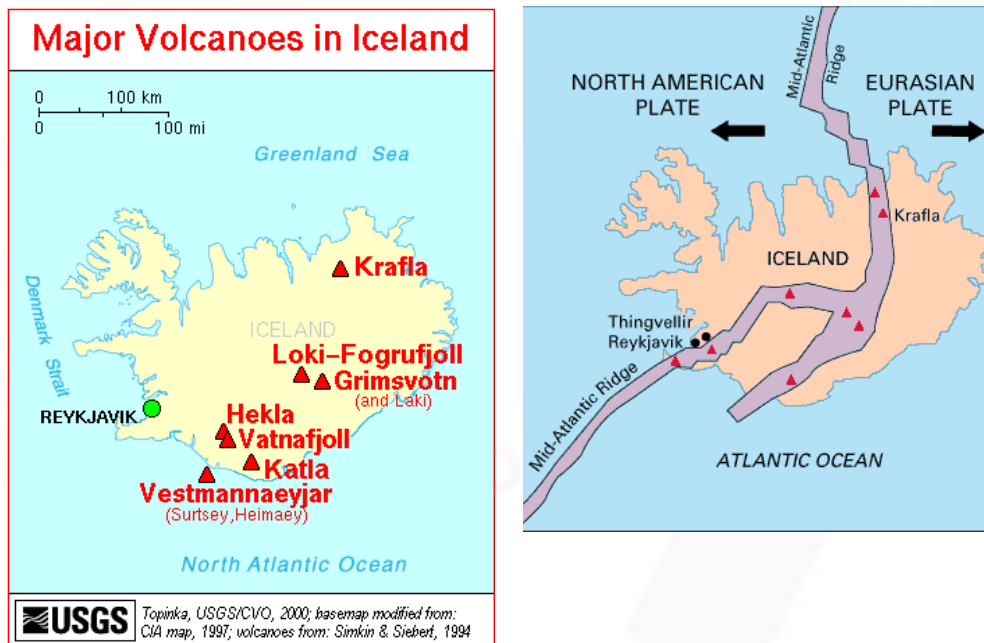 Major Volcanoes in Iceland
0 100 km
0 100 mi
Greenland Sea
Denmark Strait
Krafla
ICELAND
Loki-Fogrufjoll
Grimsvotn
(and Laki)
REYKJAVIK
Hekla
Vatnafjoll
Katla
Vestmannaeyjar
(Surtsey, Heimaey)
North Atlantic Ocean
USGS
Topinka, USGS/CVO, 2000; basemap modified from:
CIA map, 1997; volcanoes from: Simkin & Siebert, 1994
Mid-Atlantic
Ridge
NORTH AMERICAN
PLATE
EURASIAN
PLATE
Krafla
ICELAND
Thingvellir
Reykjavik
Mid-Atlantic Ridge
ATLANTIC OCEAN